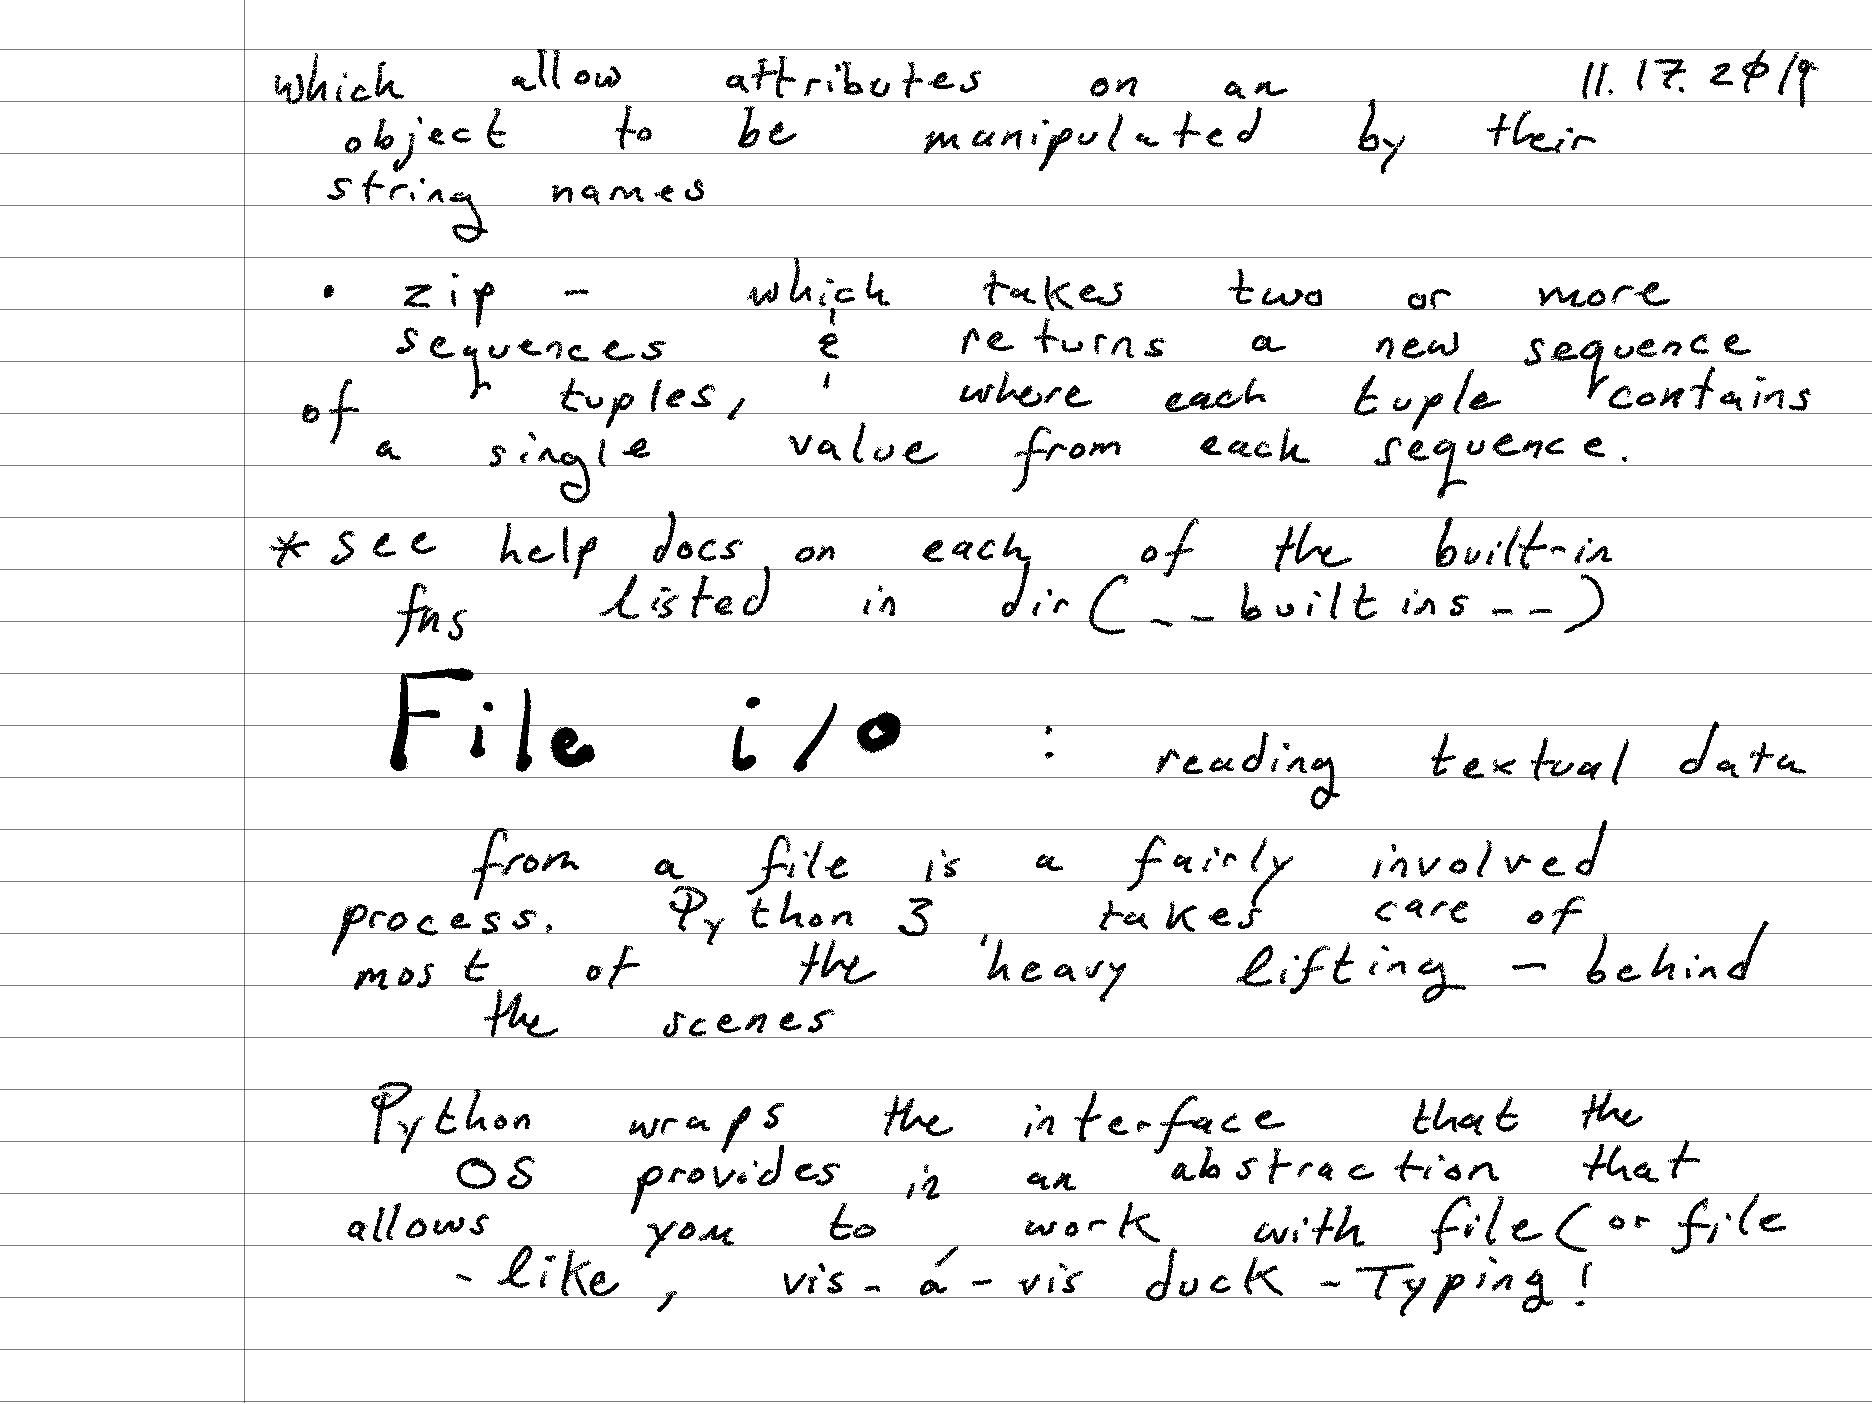 which allow attributes on an 11.17.2019
object to be manipulated by their
string names
• zip - which takes two or more
sequences & returns a new sequence
of tuples, where each tuple contains
a single value from each sequence.
* see help docs on each of the built-in
fns listed in dir(__builtins__)
File i/o : reading textual data
from a file is a fairly involved
process. Python 3 takes care of
most of the heavy lifting - behind
the scenes
Python wraps the interface that the
OS provides in an abstraction that
allows you to work with file (or file
-like, vis-á-vis duck-Typing!